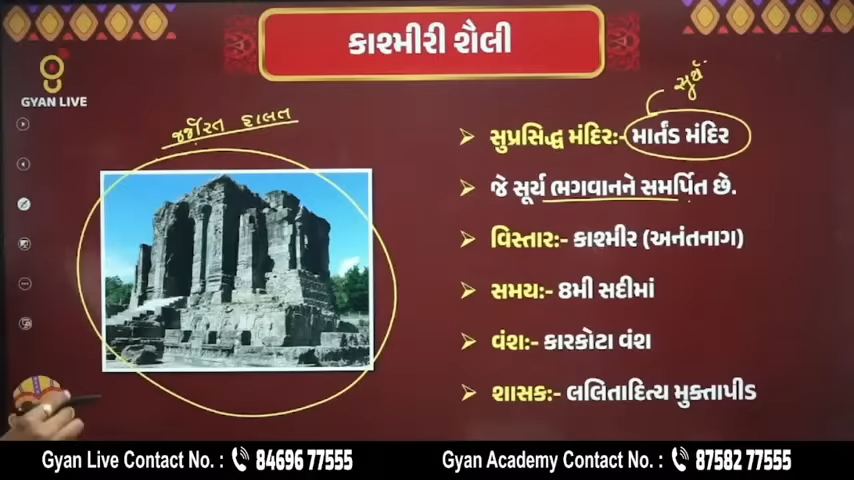 કાશ્મીરી શૈલી
GYAN LIVE
જર્જરિત હાલત
સૂર્ય
સુપ્રસિદ્ધ મંદિર:- માર્તંડ મંદિર
જે સૂર્ય ભગવાનને સમર્પિત છે.
વિસ્તાર:- કાશ્મીર (અનંતનાગ)
સમય:- 8મી સદીમાં
વંશ:- કારકોટા વંશ
શાસક:- લલિતાદિત્ય મુક્તાપીડ
Gyan Live Contact No. : 84696 77555
Gyan Academy Contact No. : 87582 77555